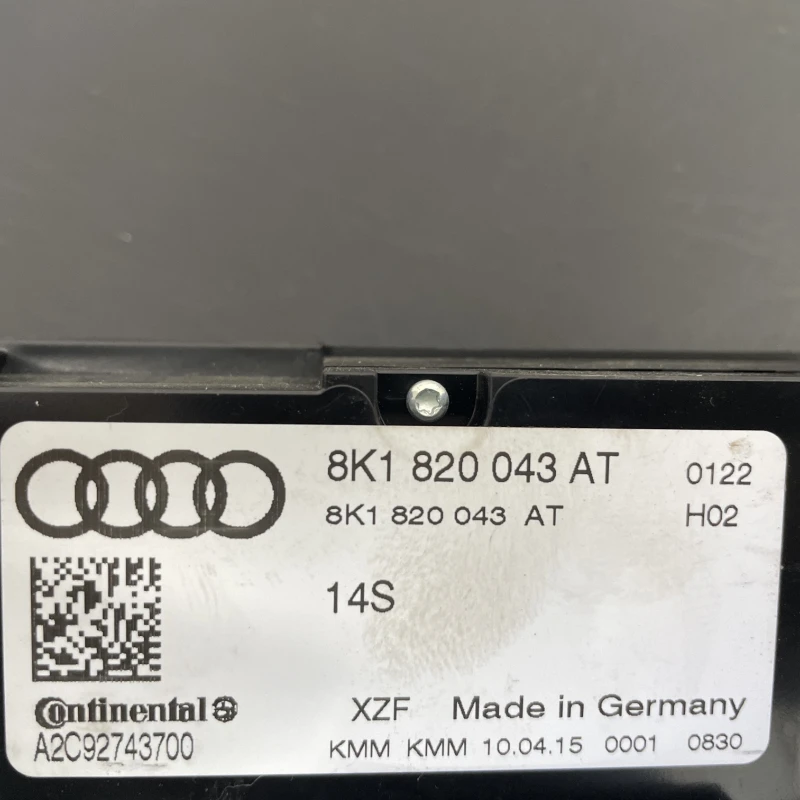 8K1 820 043 AT 0122
8K1 820 043 AT H02
14S
Continental XZF Made in Germany
A2C92743700 KMM KMM 10.04.15 0001 0830